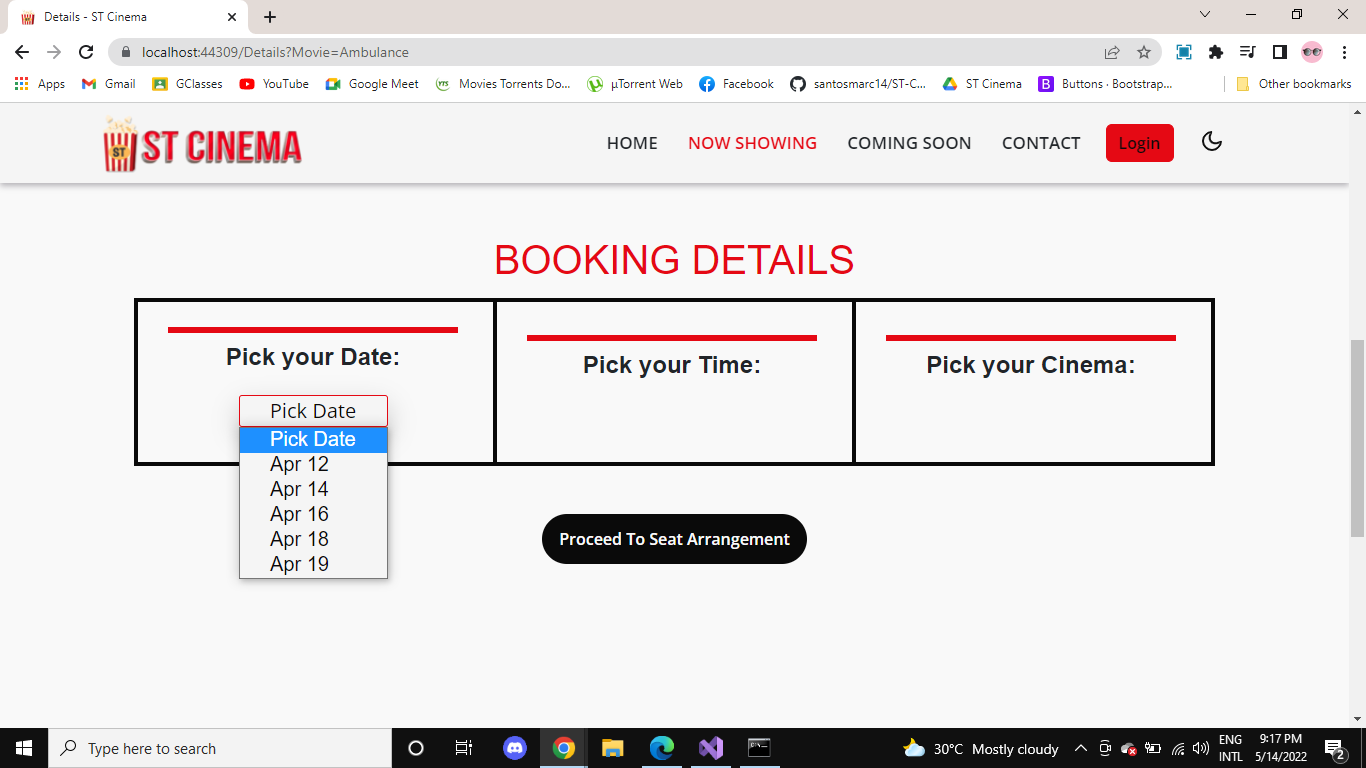 Details - ST Cinema
localhost:44309/Details?Movie=Ambulance
Apps Gmail GClasses YouTube Google Meet Movies Torrents Do... µTorrent Web Facebook santosmarc14/ST-C... ST Cinema Buttons · Bootstrap... Other bookmarks
ST ST CINEMA HOME NOW SHOWING COMING SOON CONTACT Login
BOOKING DETAILS
Pick your Date: Pick your Time: Pick your Cinema:
Pick Date
Pick Date
Apr 12
Apr 14
Apr 16
Apr 18
Apr 19
Proceed To Seat Arrangement
Type here to search 30°C Mostly cloudy
ENG
INTL
9:17 PM
5/14/2022
2